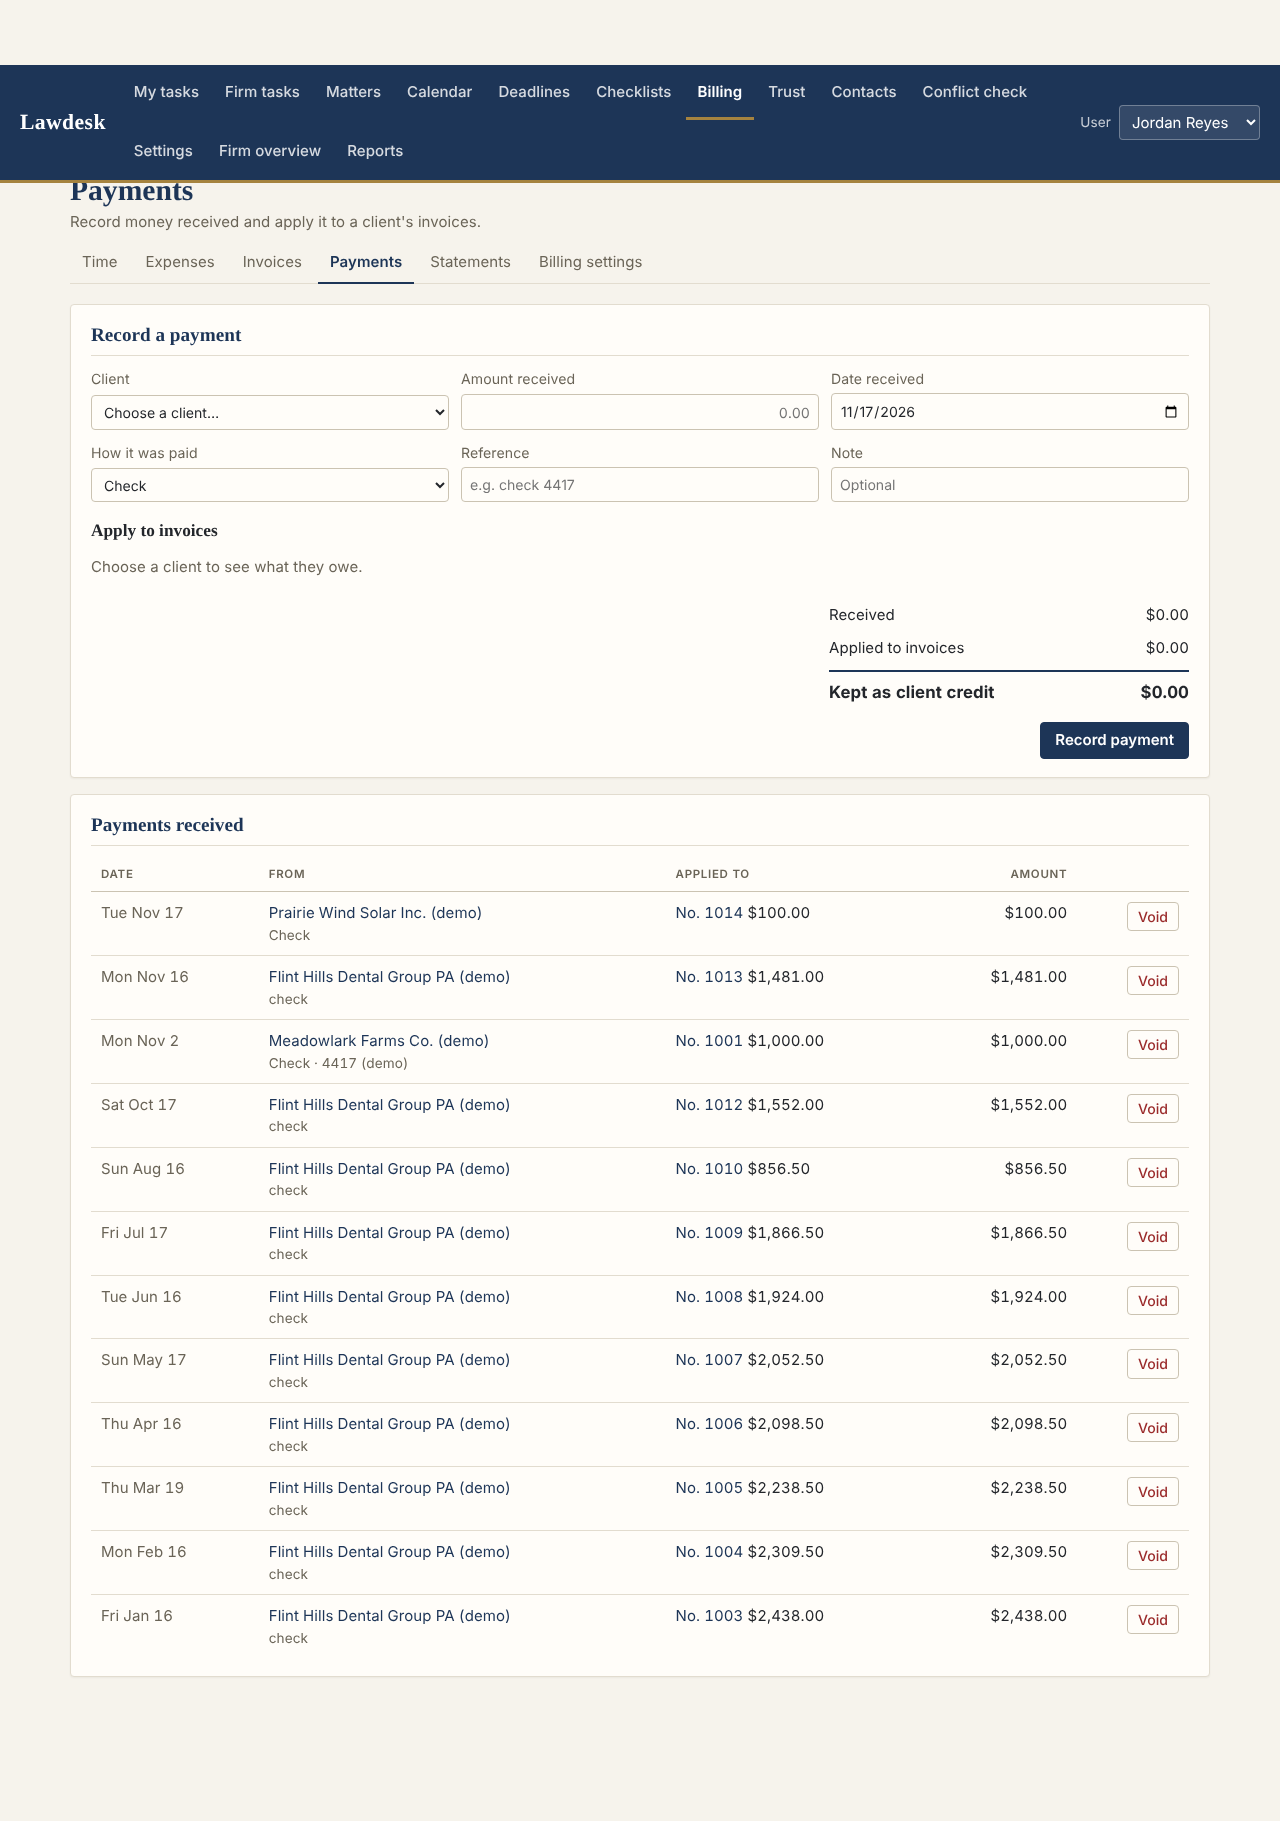 Lawdesk
My tasks Firm tasks Matters Calendar Deadlines Checklists Billing Trust Contacts Conflict check
Settings Firm overview Reports
User Jordan Reyes
Payments
Record money received and apply it to a client's invoices.
Time Expenses Invoices Payments Statements Billing settings
Record a payment
Client Amount received Date received
Choose a client... 0.00 11/17/2026
How it was paid Reference Note
Check e.g. check 4417 Optional
Apply to invoices
Choose a client to see what they owe.
Received $0.00
Applied to invoices $0.00
Kept as client credit $0.00
Record payment
Payments received
DATE FROM APPLIED TO AMOUNT
Tue Nov 17 Prairie Wind Solar Inc. (demo) No. 1014 $100.00 $100.00 Void
Check
Mon Nov 16 Flint Hills Dental Group PA (demo) No. 1013 $1,481.00 $1,481.00 Void
check
Mon Nov 2 Meadowlark Farms Co. (demo) No. 1001 $1,000.00 $1,000.00 Void
Check · 4417 (demo)
Sat Oct 17 Flint Hills Dental Group PA (demo) No. 1012 $1,552.00 $1,552.00 Void
check
Sun Aug 16 Flint Hills Dental Group PA (demo) No. 1010 $856.50 $856.50 Void
check
Fri Jul 17 Flint Hills Dental Group PA (demo) No. 1009 $1,866.50 $1,866.50 Void
check
Tue Jun 16 Flint Hills Dental Group PA (demo) No. 1008 $1,924.00 $1,924.00 Void
check
Sun May 17 Flint Hills Dental Group PA (demo) No. 1007 $2,052.50 $2,052.50 Void
check
Thu Apr 16 Flint Hills Dental Group PA (demo) No. 1006 $2,098.50 $2,098.50 Void
check
Thu Mar 19 Flint Hills Dental Group PA (demo) No. 1005 $2,238.50 $2,238.50 Void
check
Mon Feb 16 Flint Hills Dental Group PA (demo) No. 1004 $2,309.50 $2,309.50 Void
check
Fri Jan 16 Flint Hills Dental Group PA (demo) No. 1003 $2,438.00 $2,438.00 Void
check